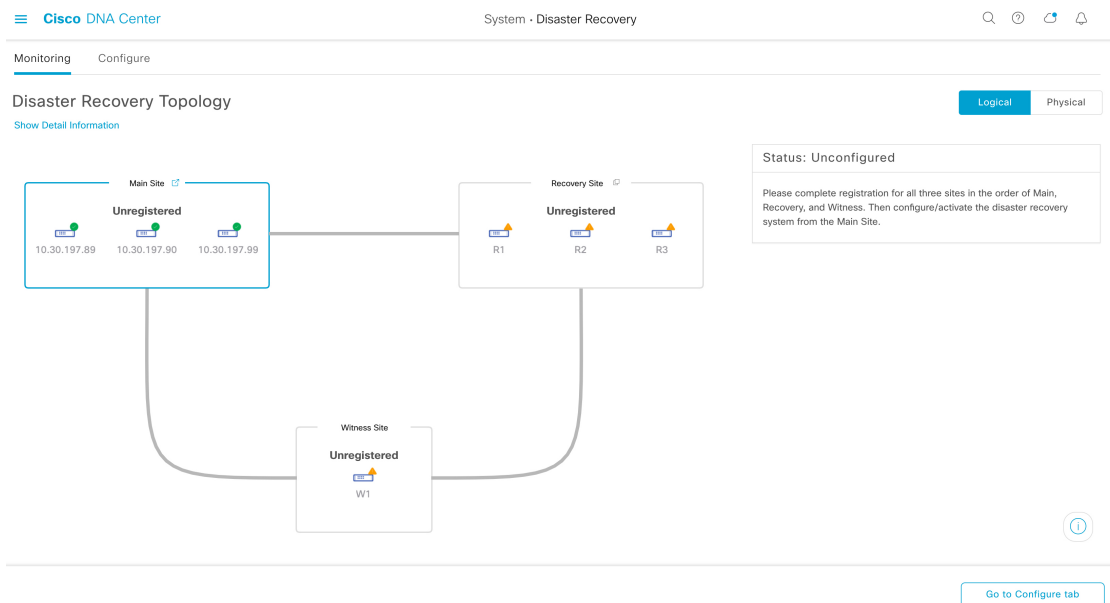 Cisco DNA Center
System · Disaster Recovery
Monitoring Configure
Disaster Recovery Topology
Logical Physical
Show Detail Information
Status: Unconfigured
Please complete registration for all three sites in the order of Main,
Recovery, and Witness. Then configure/activate the disaster recovery
system from the Main Site.
Main Site
Unregistered
10.30.197.89 10.30.197.90 10.30.197.99
Recovery Site
Unregistered
R1 R2 R3
Witness Site
Unregistered
W1
Go to Configure tab